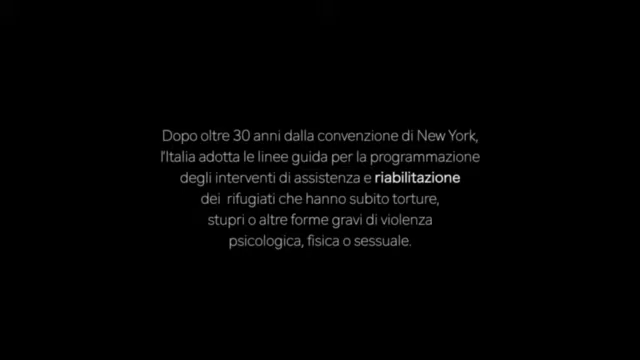 Dopo oltre 30 anni dalla convenzione di New York,
l'Italia adotta le linee guida per la programmazione
degli interventi di assistenza e riabilitazione
dei rifugiati che hanno subito torture,
stupri o altre forme gravi di violenza
psicologica, fisica o sessuale.